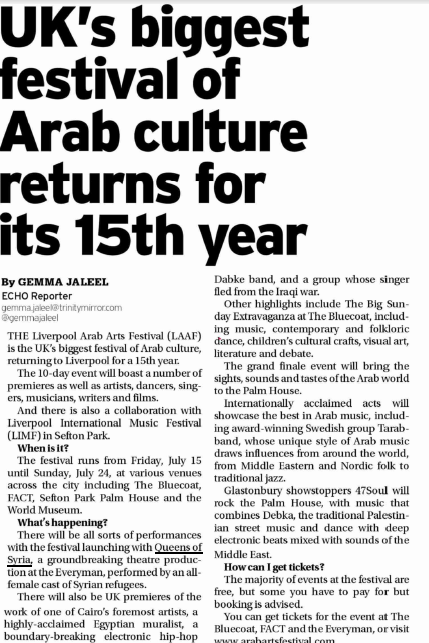 UK's biggest
festival of
Arab culture
returns for
its 15th year
By GEMMA JALEEL
ECHO Reporter
gemma.jaleel@trinitymirror.com
@gemmajaleel
THE Liverpool Arab Arts Festival (LAAF)
is the UK's biggest festival of Arab culture,
returning to Liverpool for a 15th year.
The 10-day event will boast a number of
premieres as well as artists, dancers, sing-
ers, musicians, writers and films.
And there is also a collaboration with
Liverpool International Music Festival
(LIMF) in Sefton Park.
When is it?
The festival runs from Friday, July 15
until Sunday, July 24, at various venues
across the city including The Bluecoat,
FACT, Sefton Park Palm House and the
World Museum.
What's happening?
There will be all sorts of performances
with the festival launching with Queens of
Syria, a groundbreaking theatre produc-
tion at the Everyman, performed by an all-
female cast of Syrian refugees.
There will also be UK premieres of the
work of one of Cairo's foremost artists, a
highly-acclaimed Egyptian muralist, a
boundary-breaking electronic hip-hop
Dabke band, and a group whose singer
fled from the Iraqi war.
Other highlights include The Big Sun-
day Extravaganza at The Bluecoat, includ-
ing music, contemporary and folkloric
dance, children's cultural crafts, visual art,
literature and debate.
The grand finale event will bring the
sights, sounds and tastes of the Arab world
to the Palm House.
Internationally acclaimed acts will
showcase the best in Arab music, includ-
ing award-winning Swedish group Tarab-
band, whose unique style of Arab music
draws influences from around the world,
from Middle Eastern and Nordic folk to
traditional jazz.
Glastonbury showstoppers 47Soul will
rock the Palm House, with music that
combines Debka, the traditional Palestin-
ian street music and dance with deep
electronic beats mixed with sounds of the
Middle East.
How can I get tickets?
The majority of events at the festival are
free, but some you have to pay for but
booking is advised.
You can get tickets for the event at The
Bluecoat, FACT and the Everyman, or visit
www.arabartsfestival.com